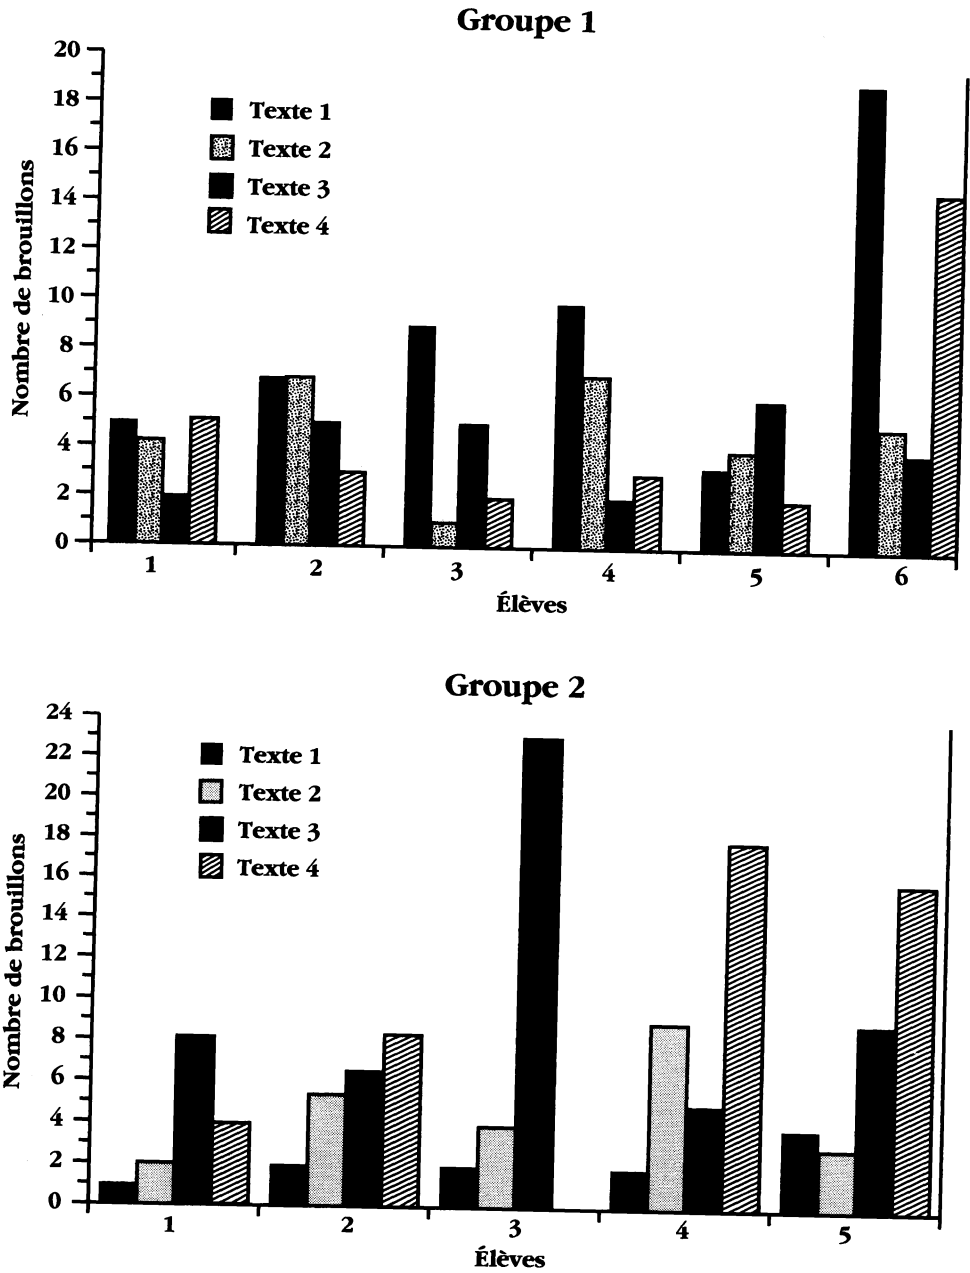 Groupe 1
20
18
16
14
12
10
8
6
4
2
0
Nombre de brouillons
Texte 1
Texte 2
Texte 3
Texte 4
1 2 3 4 5 6
Élèves
Groupe 2
24
22
20
18
16
14
12
10
8
6
4
2
0
Nombre de brouillons
Texte 1
Texte 2
Texte 3
Texte 4
1 2 3 4 5
Élèves